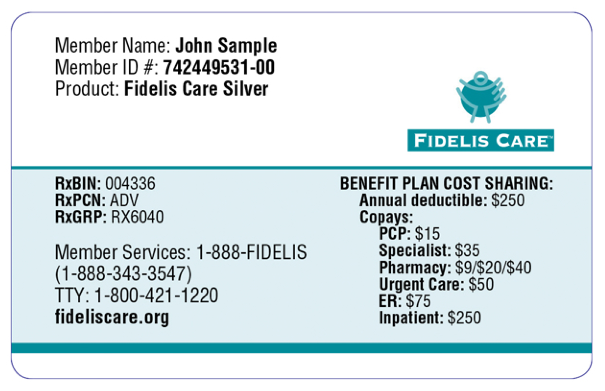 Member Name: John Sample
Member ID #: 742449531-00
Product: Fidelis Care Silver
FIDELIS CARE™
RxBIN: 004336
RxPCN: ADV
RxGRP: RX6040
Member Services: 1-888-FIDELIS
(1-888-343-3547)
TTY: 1-800-421-1220
fideliscare.org
BENEFIT PLAN COST SHARING:
Annual deductible: $250
Copays:
PCP: $15
Specialist: $35
Pharmacy: $9/$20/$40
Urgent Care: $50
ER: $75
Inpatient: $250